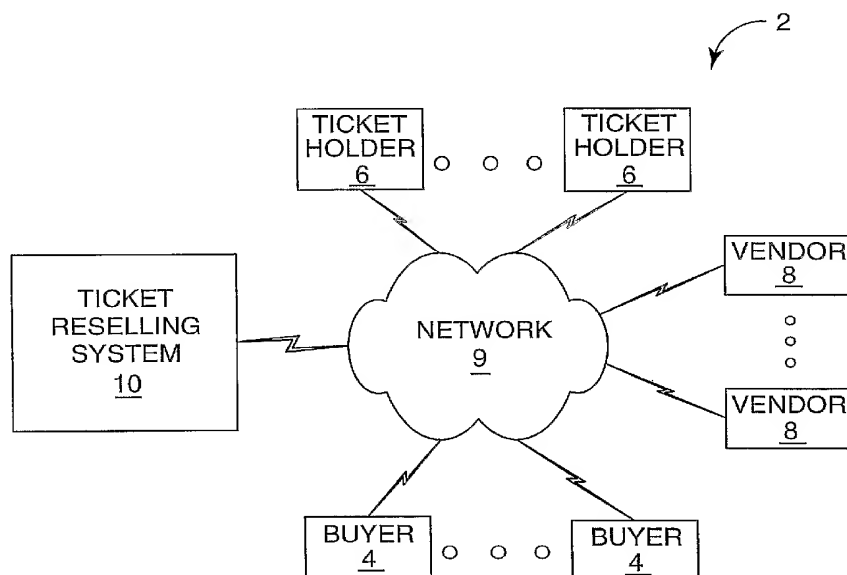 2
TICKET
HOLDER
6
TICKET
HOLDER
6
TICKET
RESELLING
SYSTEM
10
NETWORK
9
VENDOR
8
VENDOR
8
BUYER
4
BUYER
4